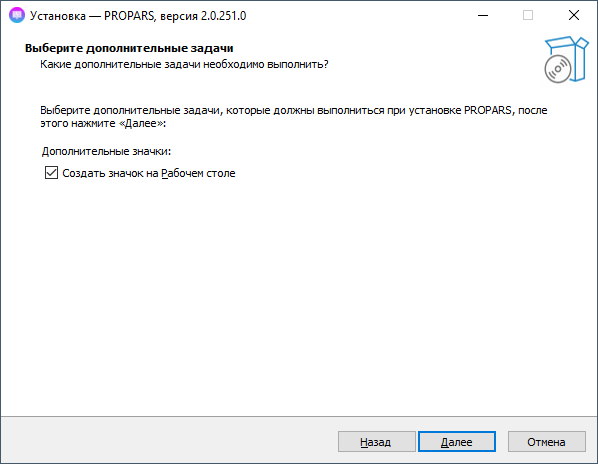 Установка — PROPARS, версия 2.0.251.0
Выберите дополнительные задачи
Какие дополнительные задачи необходимо выполнить?
Выберите дополнительные задачи, которые должны выполниться при установке PROPARS, после
этого нажмите «Далее»:
Дополнительные значки:
Создать значок на Рабочем столе
Назад
Далее
Отмена